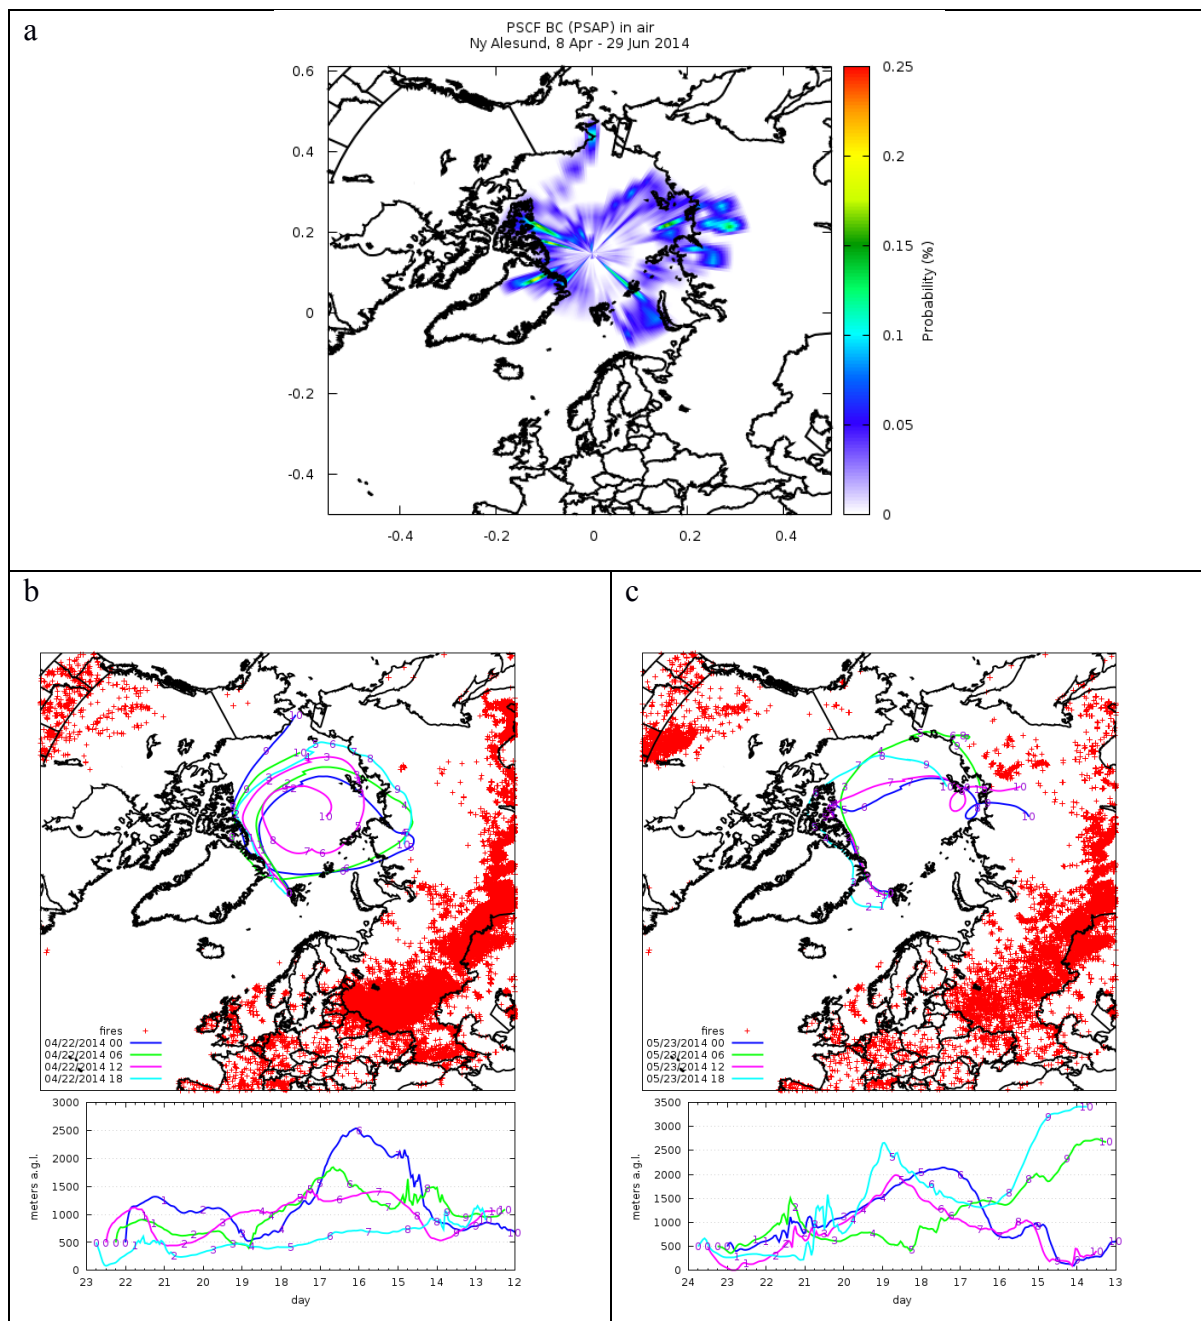 a
PSCF BC (PSAP) in air
Ny Alesund, 8 Apr - 29 Jun 2014
0.6
0.4
0.2
0
-0.2
-0.4
-0.4 -0.2 0 0.2 0.4
0.25
0.2
0.15
0.1
0.05
0
Probability (%)
b
fires
04/22/2014 00
04/22/2014 06
04/22/2014 12
04/22/2014 18
3000
2500
2000
1500
1000
500
0
meters a.g.l.
23 22 21 20 19 18 17 16 15 14 13 12
day
c
fires
05/23/2014 00
05/23/2014 06
05/23/2014 12
05/23/2014 18
3500
3000
2500
2000
1500
1000
500
0
meters a.g.l.
24 23 22 21 20 19 18 17 16 15 14 13
day